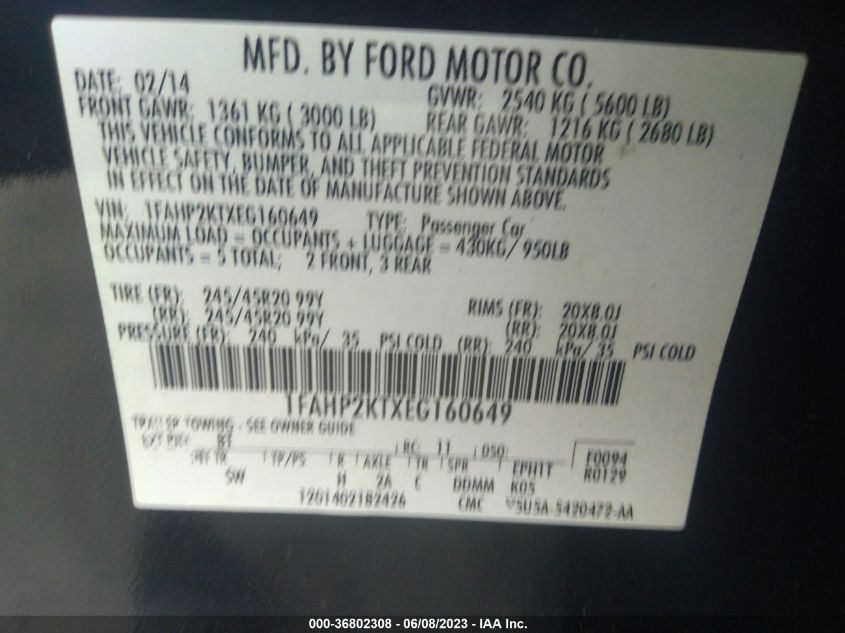 MFD. BY FORD MOTOR CO.
DATE: 02/14 GVWR: 2540 KG ( 5600 LB)
FRONT GAWR: 1361 KG ( 3000 LB) REAR GAWR: 1216 KG ( 2680 LB)
THIS VEHICLE CONFORMS TO ALL APPLICABLE FEDERAL MOTOR
VEHICLE SAFETY, BUMPER, AND THEFT PREVENTION STANDARDS
IN EFFECT ON THE DATE OF MANUFACTURE SHOWN ABOVE.
VIN: 1FAHP2KTXEG160649 TYPE: Passenger Car
MAXIMUM LOAD = OCCUPANTS + LUGGAGE = 430KG/ 950LB
OCCUPANTS = 5 TOTAL; 2 FRONT, 3 REAR
TIRE (FR): 245/45R20 99Y RIMS (FR): 20X8.0J
(RR): 245/45R20 99Y (RR): 20X8.0J
PRESSURE (FR): 240 kPa/ 35 PSI COLD (RR): 240 kPa/ 35 PSI COLD
1FAHP2KTXEG160649
TOWING - SEE OWNER GUIDE
EXT PNT: RC: 11 DSO: F0094
TR TP/PS R AXLE TR SPR EPHTT R0129
SW H 2A C DDMM K05
1201402182426 CMC 5U5A-5420472-AA
000-36802308 - 06/08/2023 - IAA Inc.